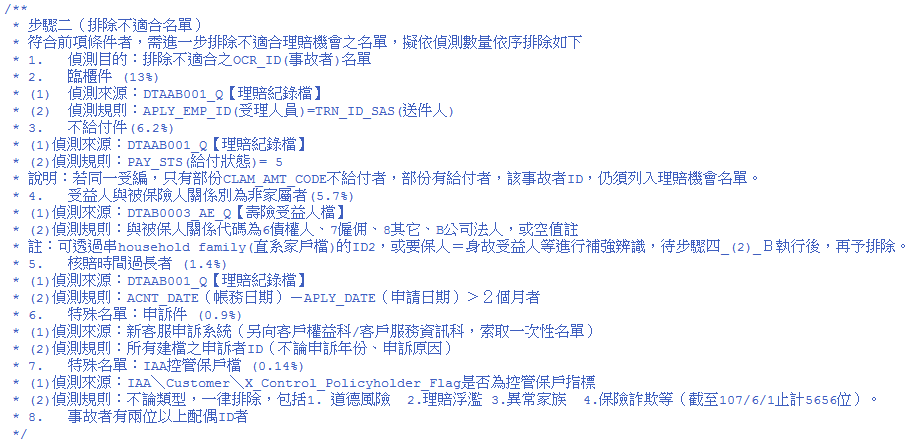 /**
* 步驟二（排除不適合名單）
* 符合前項條件者，需進一步排除不適合理賠機會之名單，擬依偵測數量依序排除如下
* 1. 偵測目的：排除不適合之OCR_ID(事故者)名單
* 2. 臨櫃件 (13%)
* (1) 偵測來源：DTAAB001_Q【理賠紀錄檔】
* (2) 偵測規則：APLY_EMP_ID(受理人員)=TRN_ID_SAS(送件人)
* 3. 不給付件(6.2%)
* (1)偵測來源：DTAAB001_Q【理賠紀錄檔】
* (2)偵測規則：PAY_STS(給付狀態)= 5
* 說明：若同一受編，只有部份CLAM_AMT_CODE不給付者，部份有給付者，該事故者ID，仍須列入理賠機會名單。
* 4. 受益人與被保險人關係別為非家屬者(5.7%)
* (1)偵測來源：DTAB0003_AE_Q【壽險受益人檔】
* (2)偵測規則：與被保人關係代碼為6債權人、7僱佣、8其它、B公司法人，或空值註
* 註：可透過串household family(直系家戶檔)的ID2，或要保人＝身故受益人等進行補強辨識，待步驟四_(2)_Ｂ執行後，再予排除。
* 5. 核賠時間過長者 (1.4%)
* (1)偵測來源：DTAAB001_Q【理賠紀錄檔】
* (2)偵測規則：ACNT_DATE（帳務日期）－APLY_DATE（申請日期）＞２個月者
* 6. 特殊名單：申訴件 (0.9%)
* (1)偵測來源：新客服申訴系統（另向客戶權益科/客戶服務資訊科，索取一次性名單）
* (2)偵測規則：所有建檔之申訴者ID（不論申訴年份、申訴原因）
* 7. 特殊名單：IAA控管保戶檔 (0.14%)
* (1)偵測來源：IAA＼Customer＼X_Control_Policyholder_Flag是否為控管保戶指標
* (2)偵測規則：不論類型，一律排除，包括1. 道德風險 2.理賠浮濫 3.異常家族 4.保險詐欺等（截至107/6/1止計5656位）。
* 8. 事故者有兩位以上配偶ID者
*/